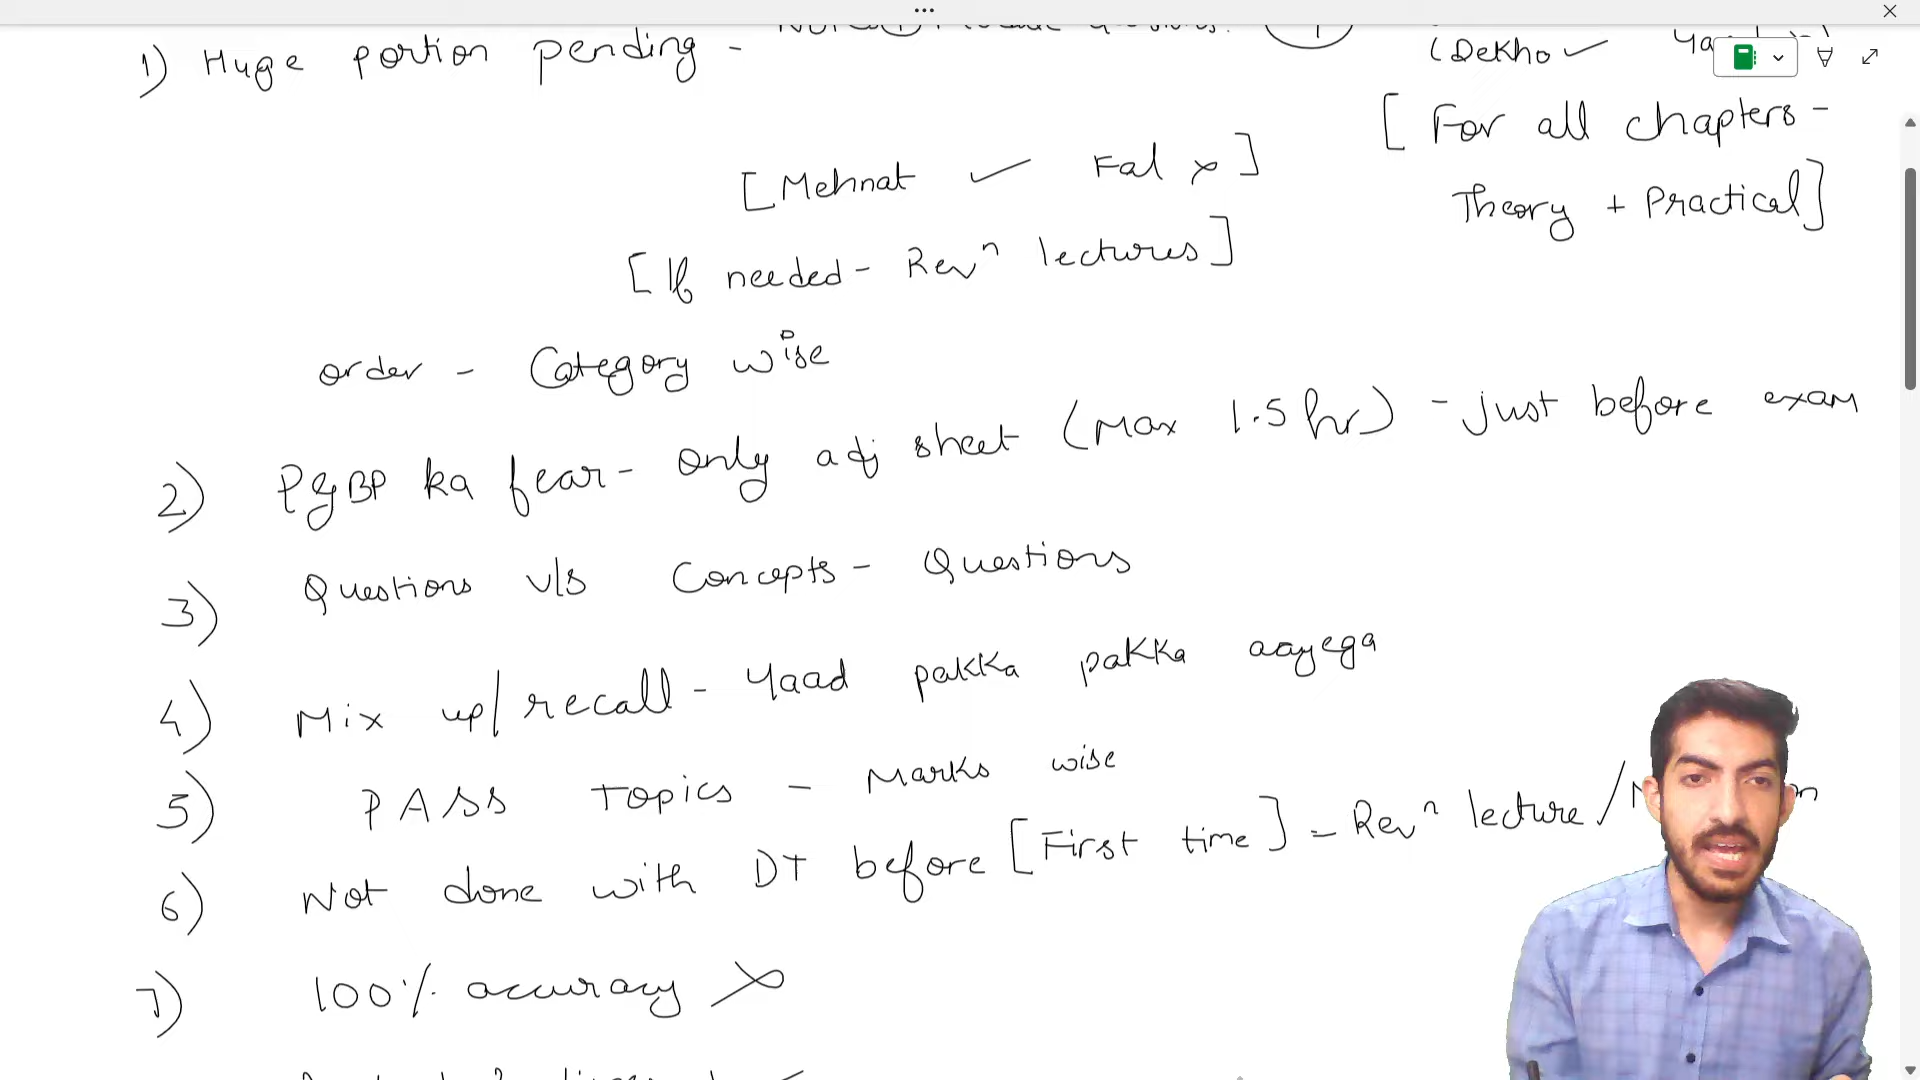 1) Huge portion pending -
(Dekho ✓
[ For all chapters -
Theory + Practical]
[Mehnat ✓ Fal ×]
[If needed - Revⁿ lectures]
order - Category wise
2) PGBP ka fear - only adj sheet (Max 1.5 hr) - just before exam
3) Questions v/s Concepts - Questions
4) Mix up/recall - Yaad pakka pakka aayega
5) PASS Topics - Marks wise
6) Not done with DT before [First time] = Revⁿ lecture/
7) 100% accuracy ×